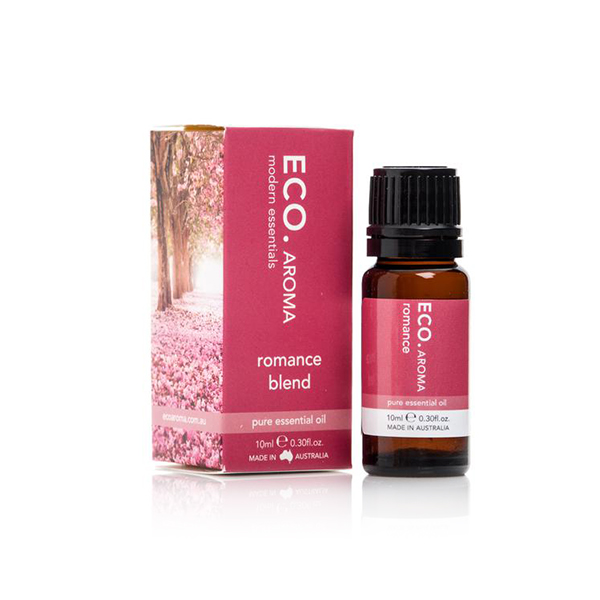 ECO. AROMA
modern essentials
romance
blend
pure essential oil
10ml e 0.30fl.oz.
MADE IN AUSTRALIA
ecoaroma.com.au
ECO. AROMA
romance
pure essential oil
10ml e 0.30fl.oz.
MADE IN AUSTRALIA